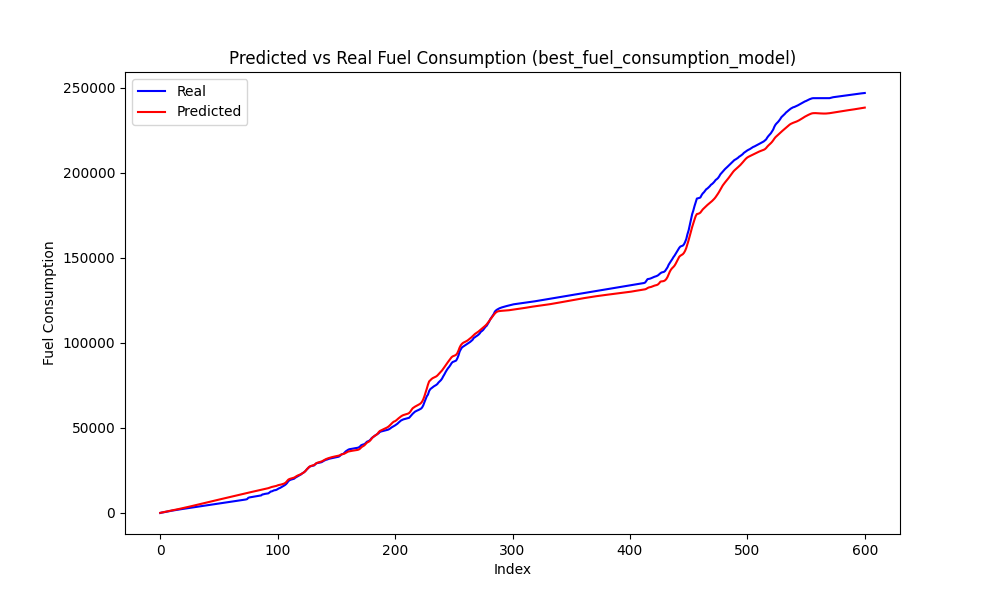 Predicted vs Real Fuel Consumption (best_fuel_consumption_model)
Real
Predicted
Fuel Consumption
250000
200000
150000
100000
50000
0
0 100 200 300 400 500 600
Index